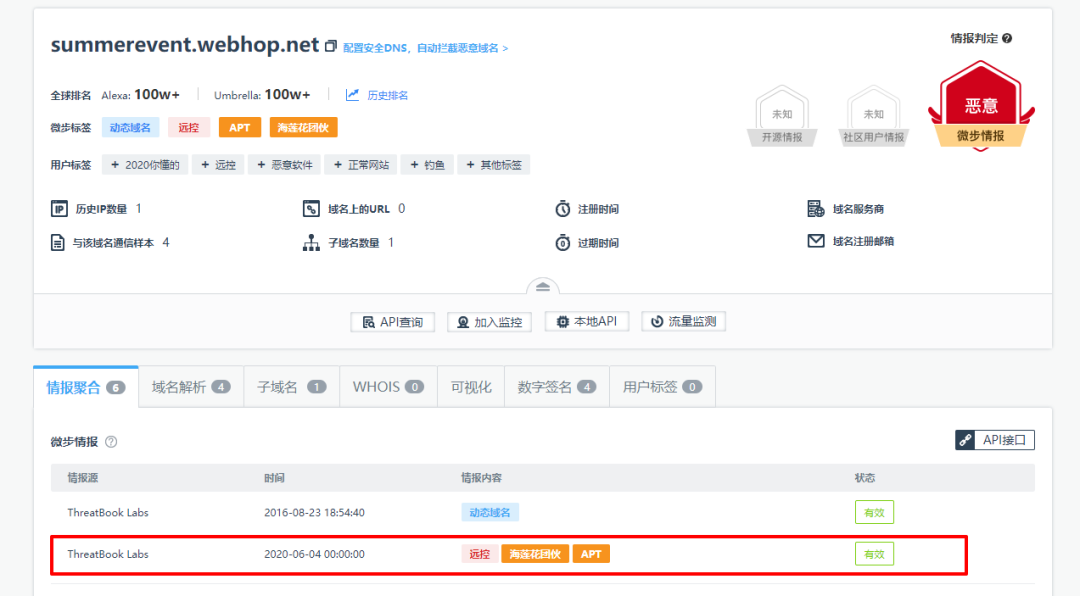 summerevent.webhop.net 配置安全DNS，自动拦截恶意域名 >
情报判定
全球排名 Alexa: 100w+ Umbrella: 100w+ 历史排名
微步标签 动态域名 远控 APT 海莲花团伙
未知 开源情报
未知 社区用户情报
恶意 微步情报
用户标签 + 2020你懂的 + 远控 + 恶意软件 + 正常网站 + 钓鱼 + 其他标签
IP 历史IP数量 1 域名上的URL 0 注册时间 域名服务商
与该域名通信样本 4 子域名数量 1 过期时间 域名注册邮箱
API查询 加入监控 本地API 流量监测
情报聚合 6 域名解析 4 子域名 1 WHOIS 0 可视化 数字签名 4 用户标签 0
微步情报 ? API接口
情报源 时间 情报内容 状态
ThreatBook Labs 2016-08-23 18:54:40 动态域名 有效
ThreatBook Labs 2020-06-04 00:00:00 远控 海莲花团伙 APT 有效